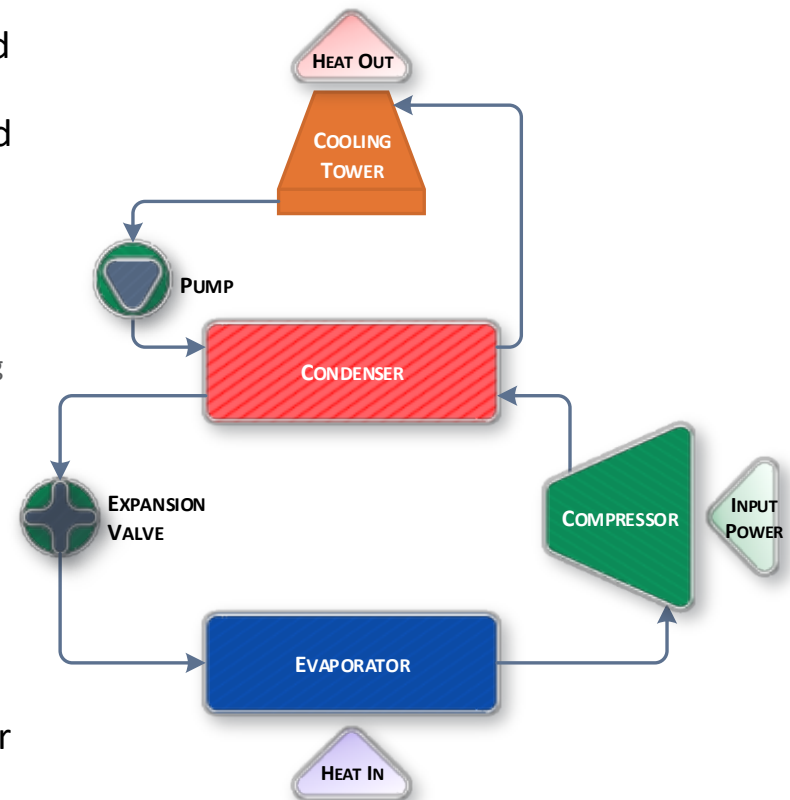 d
HEAT OUT
d
COOLING
TOWER
PUMP
g
CONDENSER
EXPANSION
VALVE
COMPRESSOR
INPUT
POWER
EVAPORATOR
r
HEAT IN